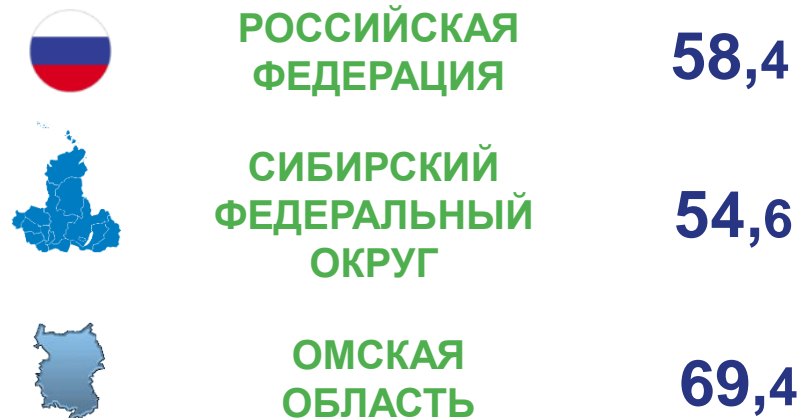 РОССИЙСКАЯ
ФЕДЕРАЦИЯ
58,4
СИБИРСКИЙ
ФЕДЕРАЛЬНЫЙ
ОКРУГ
54,6
ОМСКАЯ
ОБЛАСТЬ
69,4